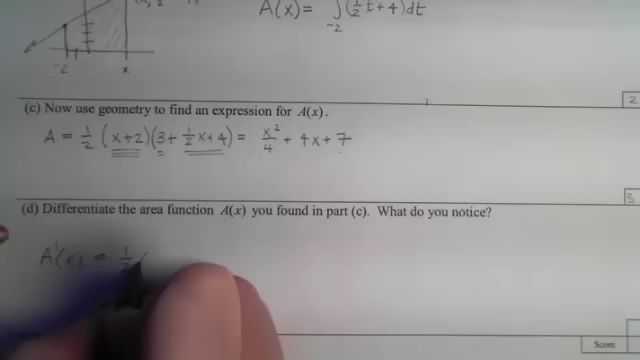 A(x) = ∫₋₂ (½t + 4) dt
-2 x
2
(c) Now use geometry to find an expression for A(x).
A = ½ (x+2)(3 + ½x + 4) = x²/4 + 4x + 7
3
(d) Differentiate the area function A(x) you found in part (c). What do you notice?
A'(x) = ½
Score